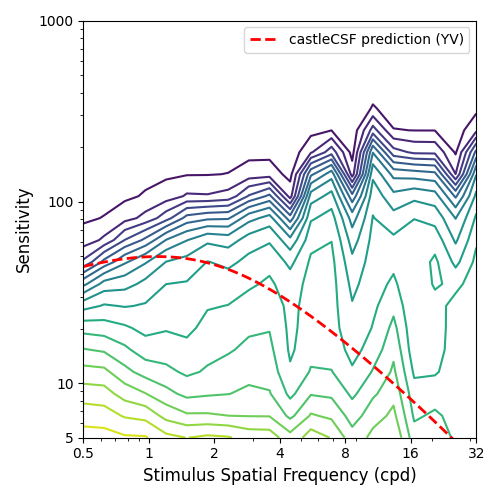 1000
castleCSF prediction (YV)
100
Sensitivity
10
5
0.5 1 2 4 8 16 32
Stimulus Spatial Frequency (cpd)